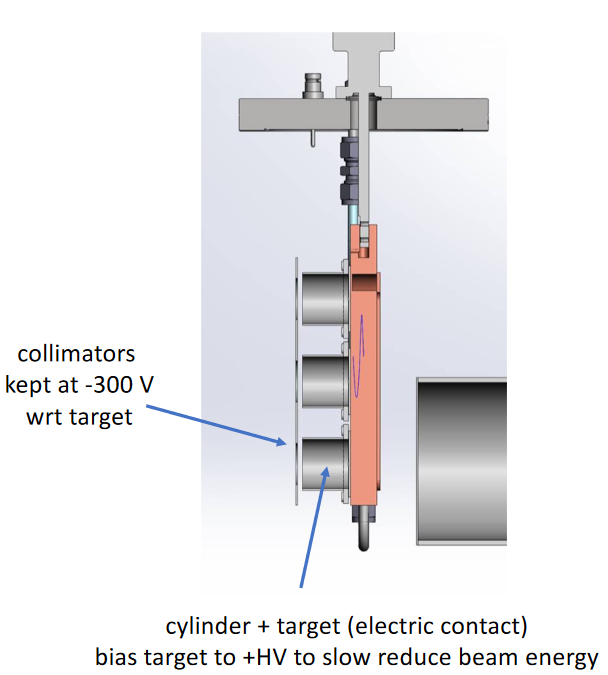 collimators
kept at -300 V
wrt target
cylinder + target (electric contact)
bias target to +HV to slow reduce beam energy